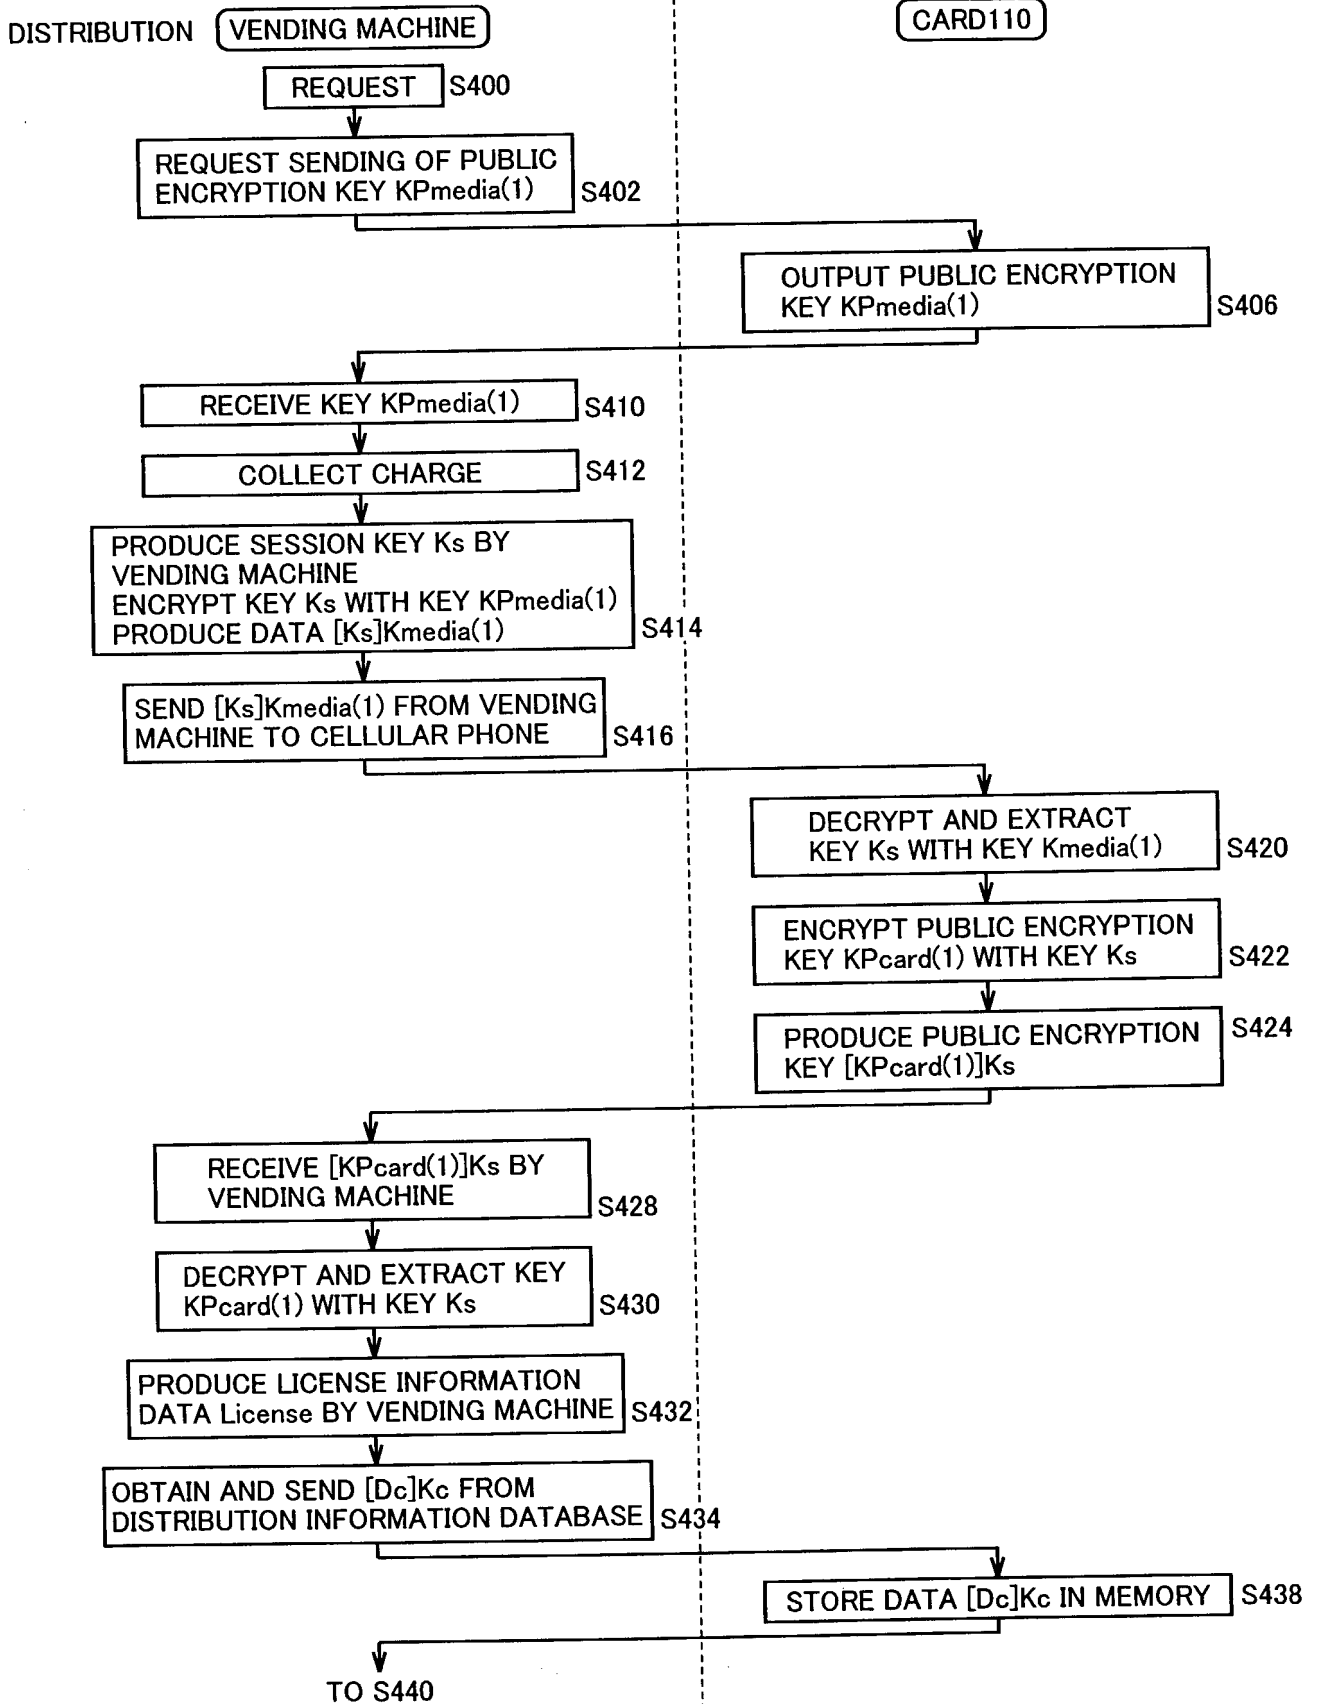 DISTRIBUTION VENDING MACHINE CARD110
REQUEST S400
REQUEST SENDING OF PUBLIC
ENCRYPTION KEY KPmedia(1) S402
OUTPUT PUBLIC ENCRYPTION
KEY KPmedia(1) S406
RECEIVE KEY KPmedia(1) S410
COLLECT CHARGE S412
PRODUCE SESSION KEY Ks BY
VENDING MACHINE
ENCRYPT KEY Ks WITH KEY KPmedia(1)
PRODUCE DATA [Ks]Kmedia(1) S414
SEND [Ks]Kmedia(1) FROM VENDING
MACHINE TO CELLULAR PHONE S416
DECRYPT AND EXTRACT
KEY Ks WITH KEY Kmedia(1) S420
ENCRYPT PUBLIC ENCRYPTION
KEY KPcard(1) WITH KEY Ks S422
PRODUCE PUBLIC ENCRYPTION S424
KEY [KPcard(1)]Ks
RECEIVE [KPcard(1)]Ks BY
VENDING MACHINE S428
DECRYPT AND EXTRACT KEY
KPcard(1) WITH KEY Ks S430
PRODUCE LICENSE INFORMATION
DATA License BY VENDING MACHINE S432
OBTAIN AND SEND [Dc]Kc FROM
DISTRIBUTION INFORMATION DATABASE S434
STORE DATA [Dc]Kc IN MEMORY S438
TO S440